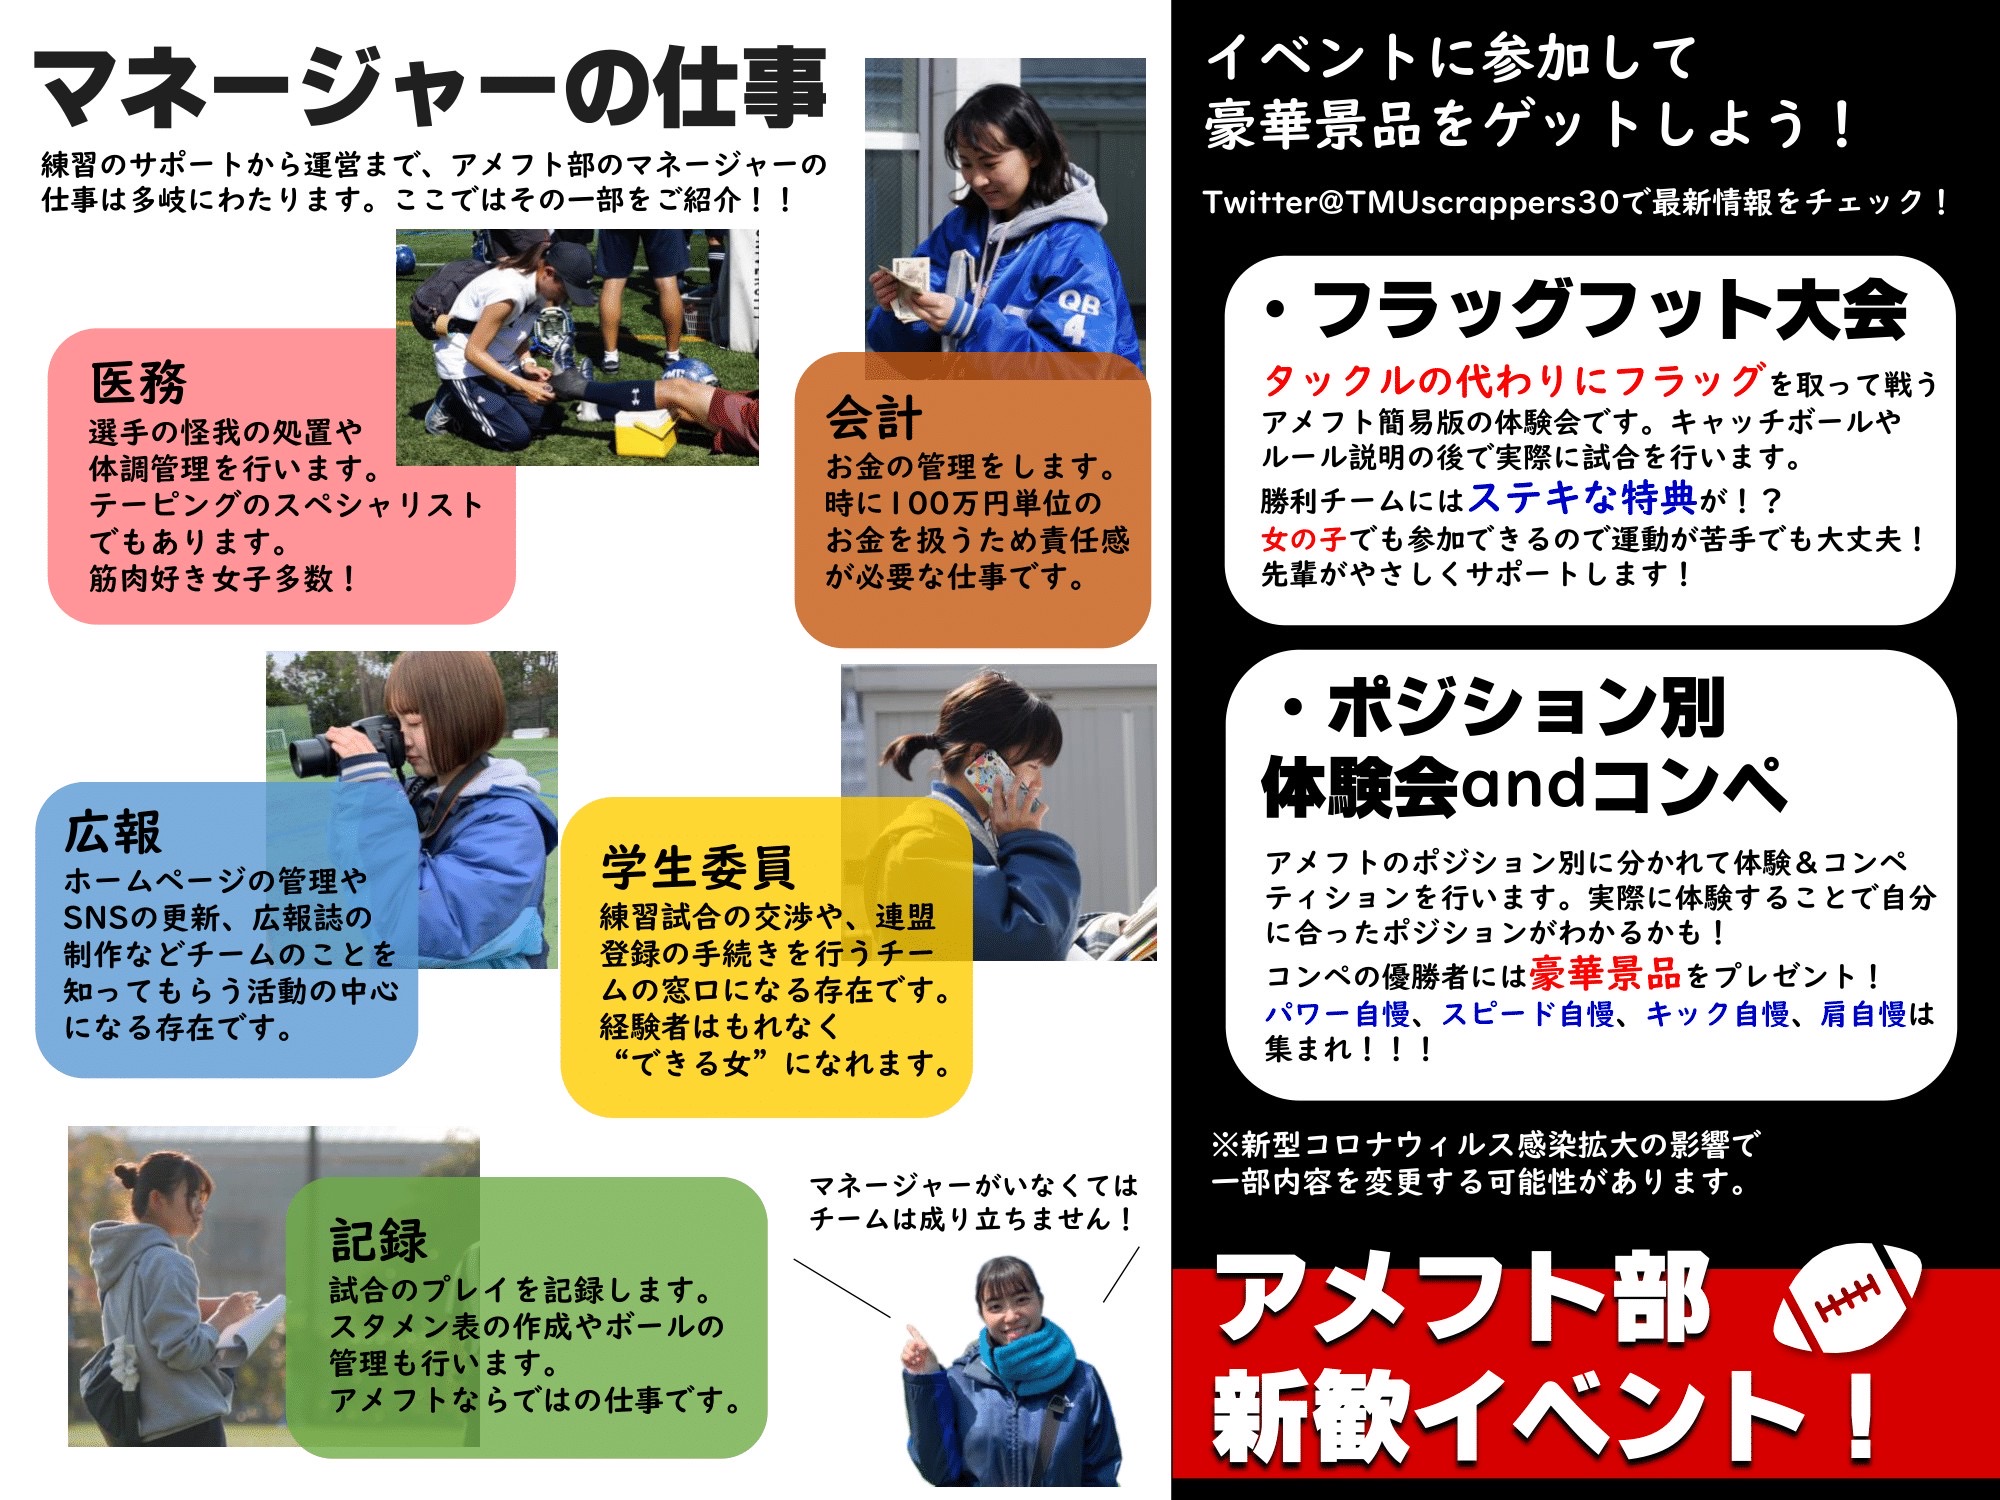 マネージャーの仕事
練習のサポートから運営まで、アメフト部のマネージャーの
仕事は多岐にわたります。ここではその一部をご紹介！！
医務
選手の怪我の処置や
体調管理を行います。
テーピングのスペシャリスト
でもあります。
筋肉好き女子多数！
QB
4
会計
お金の管理をします。
時に100万円単位の
お金を扱うため責任感
が必要な仕事です。
広報
ホームページの管理や
SNSの更新、広報誌の
制作などチームのことを
知ってもらう活動の中心
になる存在です。
学生委員
練習試合の交渉や、連盟
登録の手続きを行うチー
ムの窓口になる存在です。
経験者はもれなく
“できる女”になれます。
記録
試合のプレイを記録します。
スタメン表の作成やボールの
管理も行います。
アメフトならではの仕事です。
マネージャーがいなくては
チームは成り立ちません！
イベントに参加して
豪華景品をゲットしよう！
Twitter@TMUscrappers30で最新情報をチェック！
・フラッグフット大会
タックルの代わりにフラッグを取って戦う
アメフト簡易版の体験会です。キャッチボールや
ルール説明の後で実際に試合を行います。
勝利チームにはステキな特典が！？
女の子でも参加できるので運動が苦手でも大丈夫！
先輩がやさしくサポートします！
・ポジション別
体験会andコンペ
アメフトのポジション別に分かれて体験＆コンペ
ティションを行います。実際に体験することで自分
に合ったポジションがわかるかも！
コンペの優勝者には豪華景品をプレゼント！
パワー自慢、スピード自慢、キック自慢、肩自慢は
集まれ！！！
※新型コロナウィルス感染拡大の影響で
一部内容を変更する可能性があります。
アメフト部
新歓イベント！